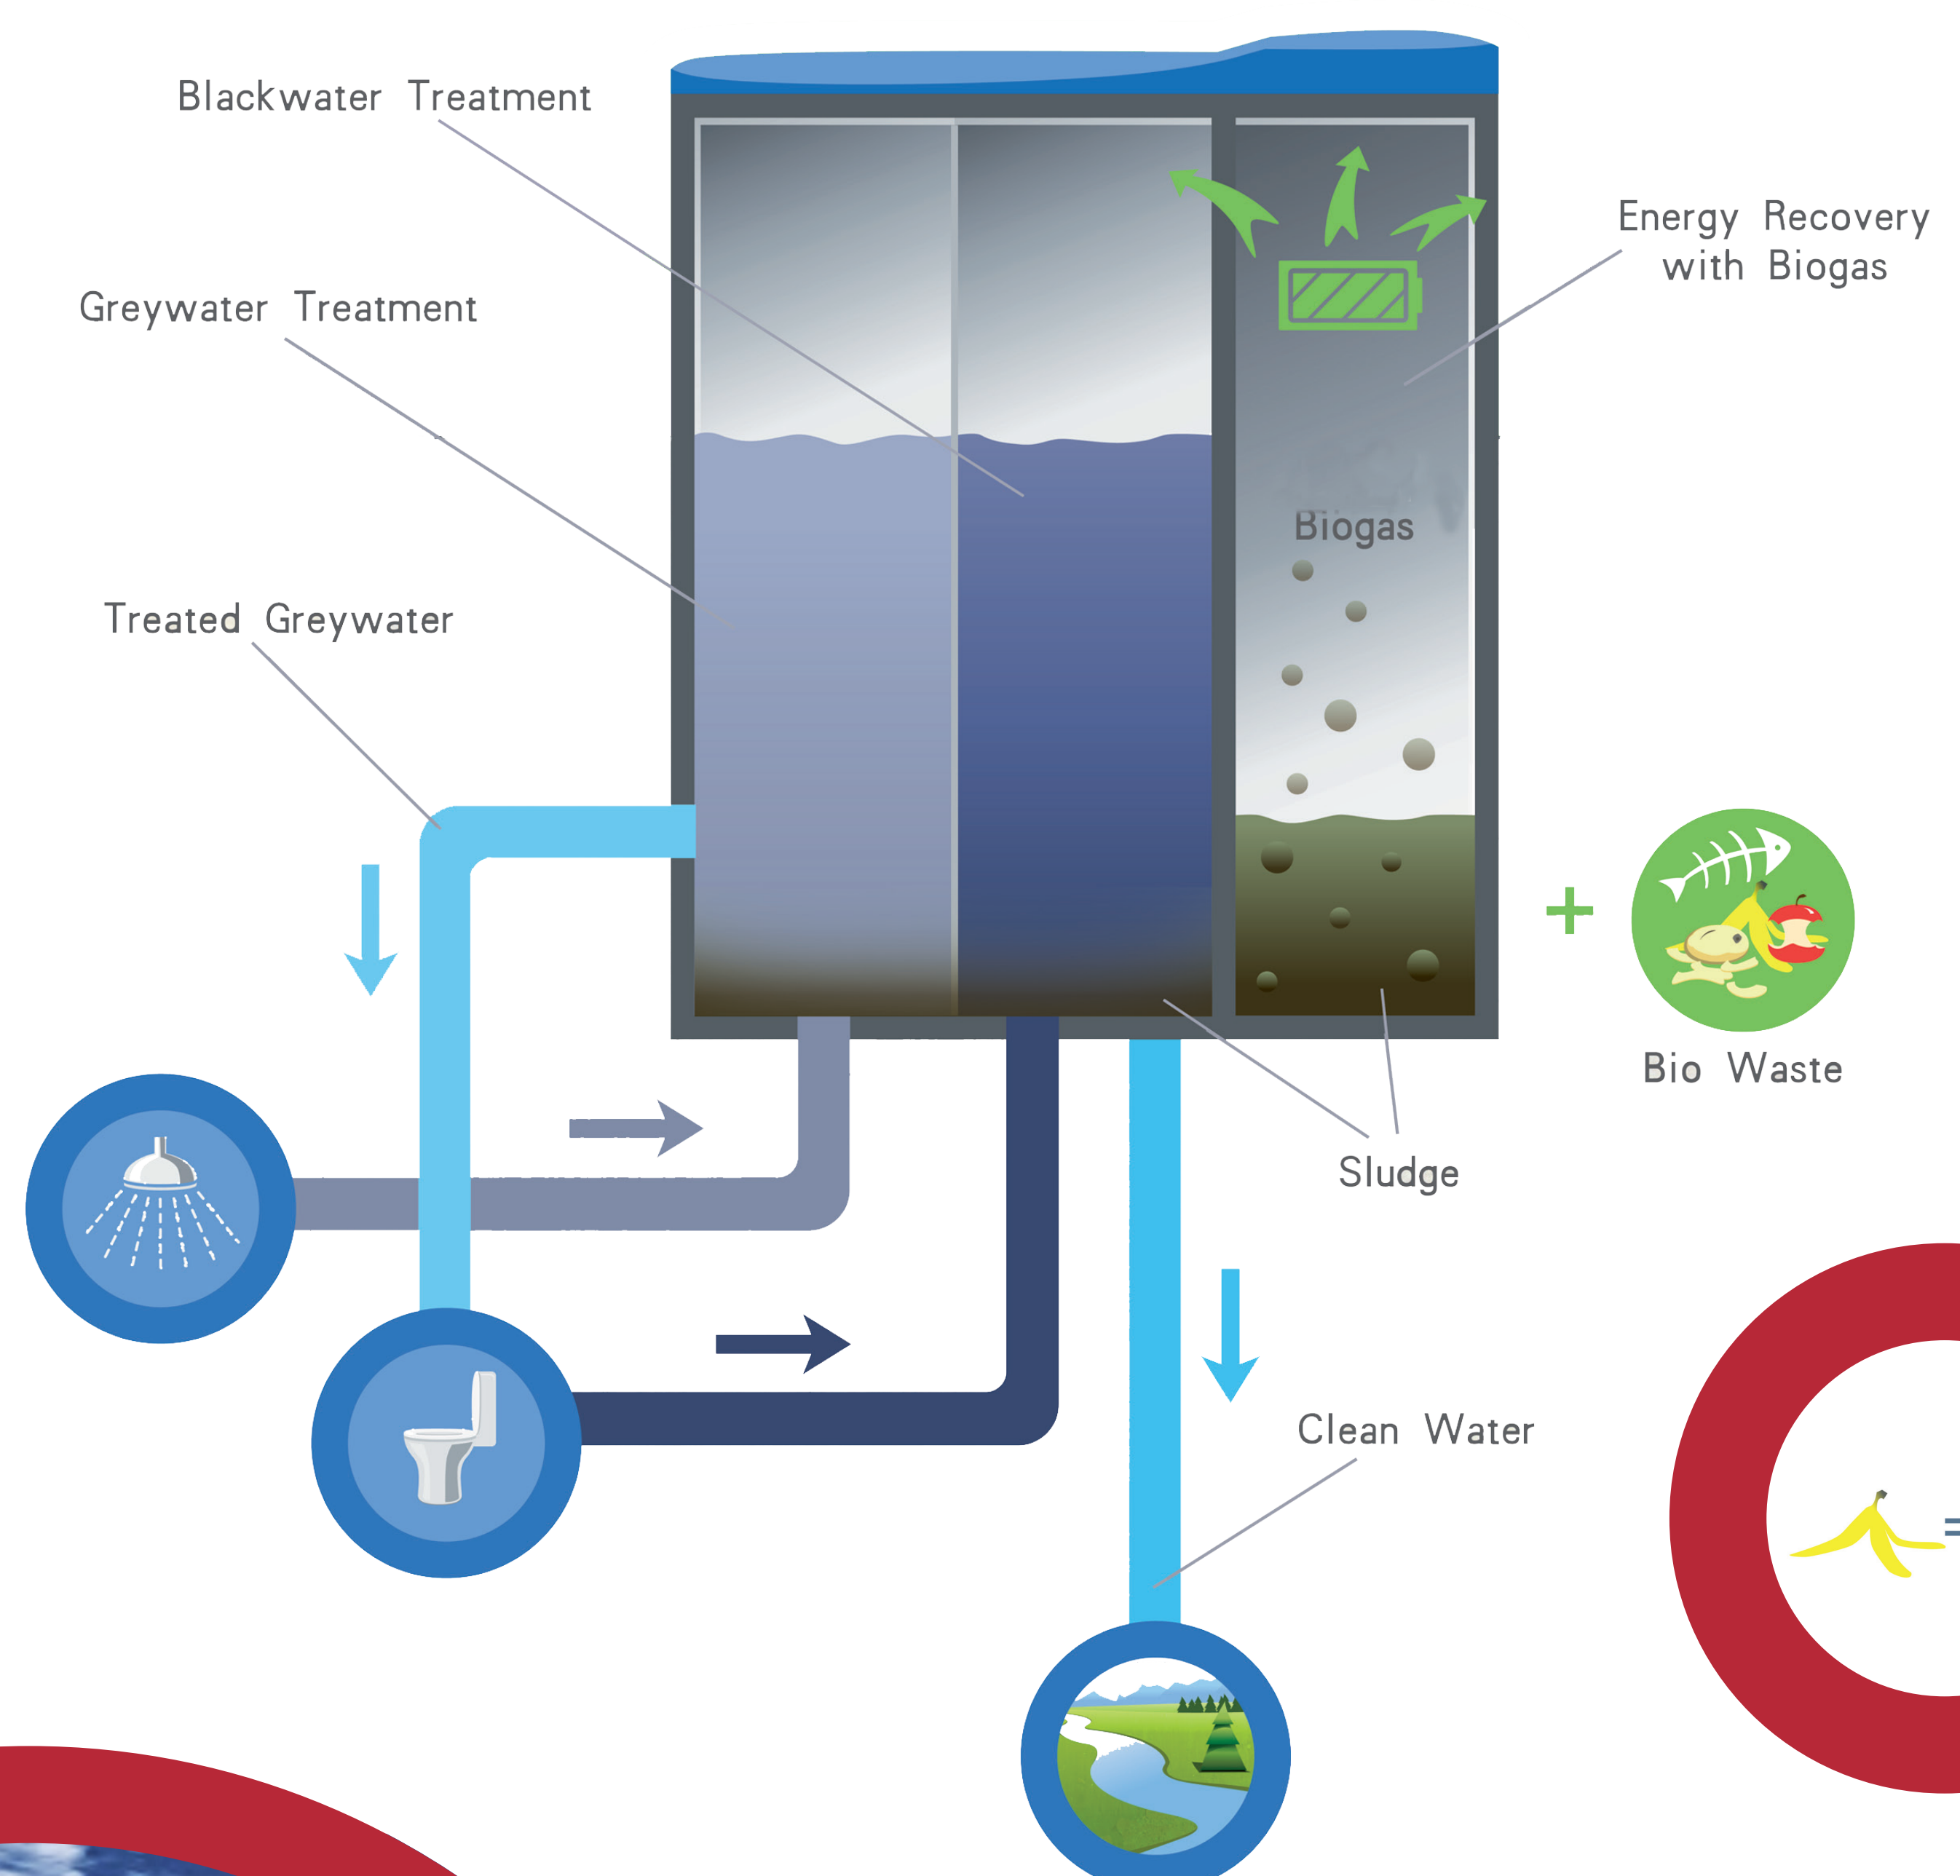 Blackwater Treatment
Greywater Treatment
Energy Recovery
with Biogas
Biogas
Treated Greywater
+
Bio Waste
Sludge
Clean Water
=